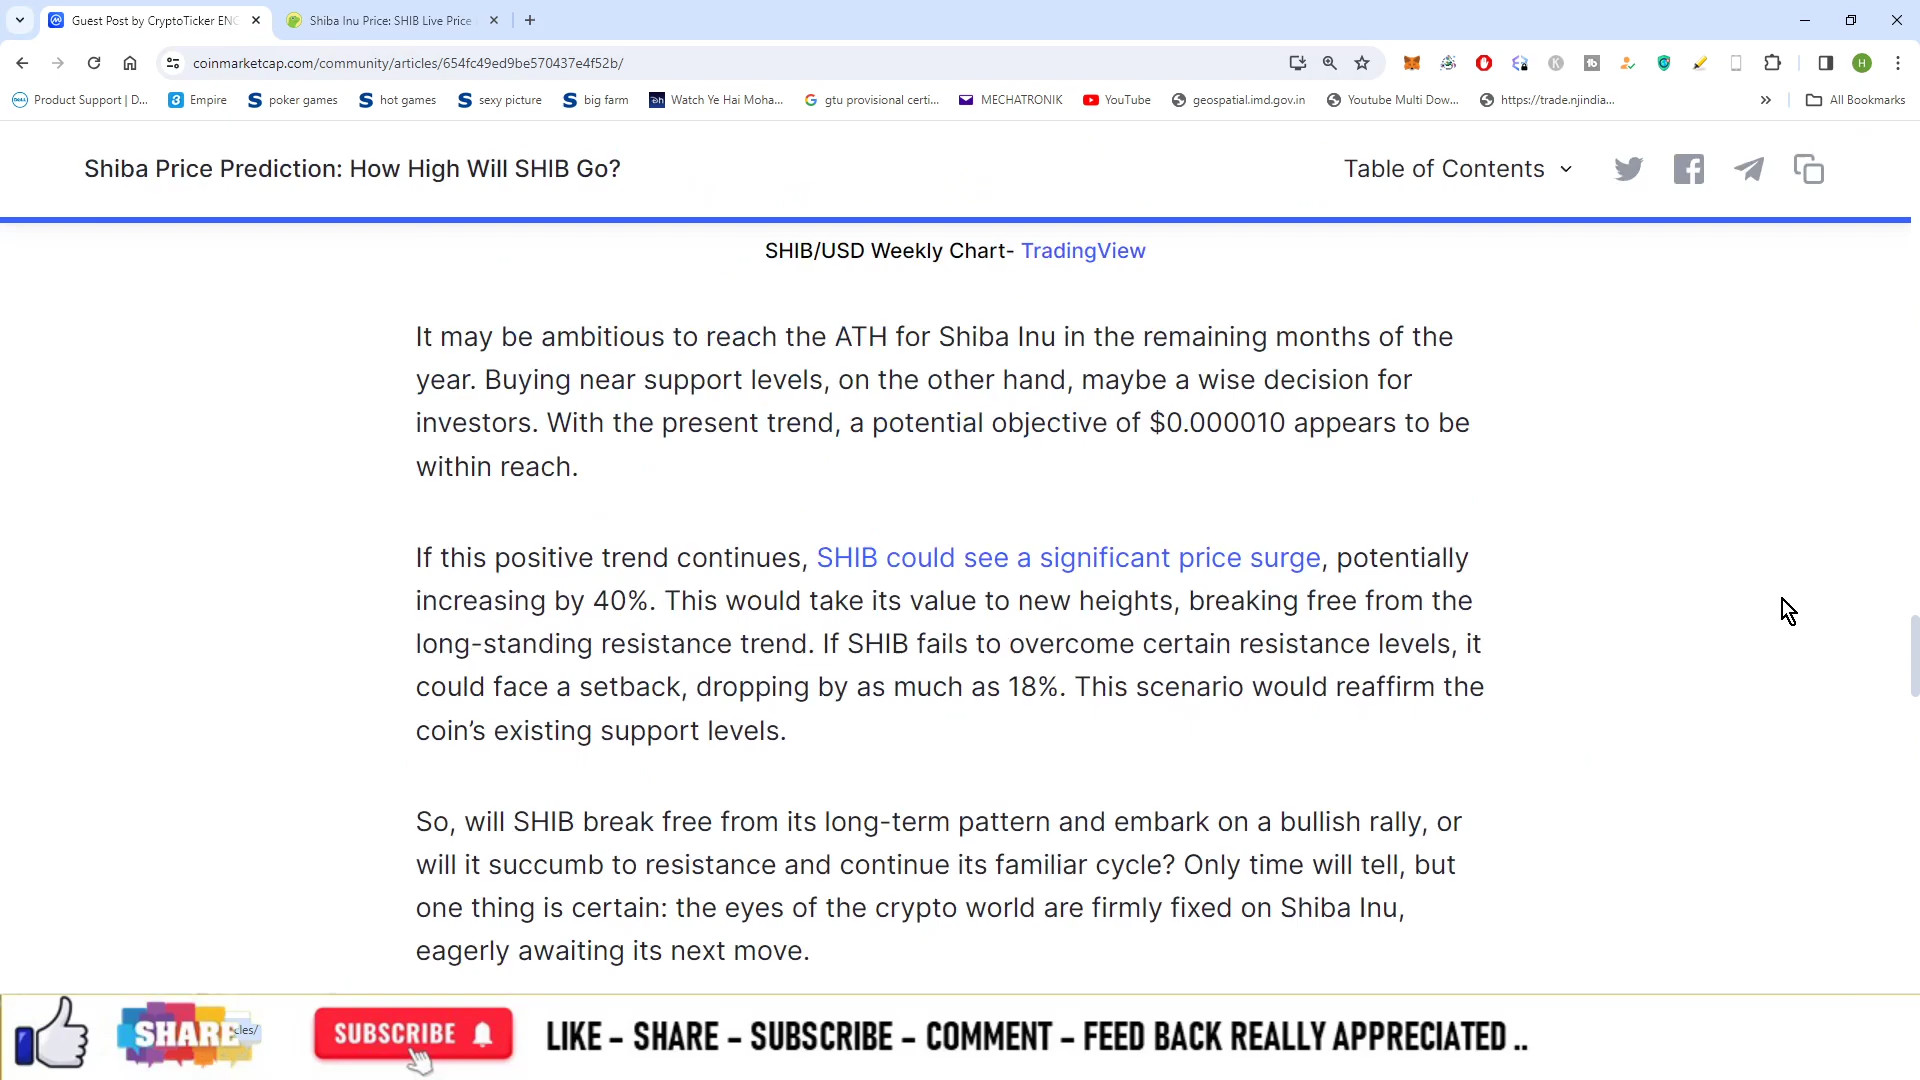 Guest Post by CryptoTicker ENG
Shiba Inu Price: SHIB Live Price
coinmarketcap.com/community/articles/654fc49ed9be570437e4f52b/
Product Support | D...
Empire
poker games
hot games
sexy picture
big farm
Watch Ye Hai Moha...
gtu provisional certi...
MECHATRONIK
YouTube
geospatial.imd.gov.in
Youtube Multi Dow...
https://trade.njindia...
All Bookmarks
Shiba Price Prediction: How High Will SHIB Go?
Table of Contents
SHIB/USD Weekly Chart- TradingView
It may be ambitious to reach the ATH for Shiba Inu in the remaining months of the
year. Buying near support levels, on the other hand, maybe a wise decision for
investors. With the present trend, a potential objective of $0.000010 appears to be
within reach.
If this positive trend continues, SHIB could see a significant price surge, potentially
increasing by 40%. This would take its value to new heights, breaking free from the
long-standing resistance trend. If SHIB fails to overcome certain resistance levels, it
could face a setback, dropping by as much as 18%. This scenario would reaffirm the
coin’s existing support levels.
So, will SHIB break free from its long-term pattern and embark on a bullish rally, or
will it succumb to resistance and continue its familiar cycle? Only time will tell, but
one thing is certain: the eyes of the crypto world are firmly fixed on Shiba Inu,
eagerly awaiting its next move.
SHARE
cles/
SUBSCRIBE
LIKE – SHARE – SUBSCRIBE – COMMENT – FEED BACK REALLY APPRECIATED ..